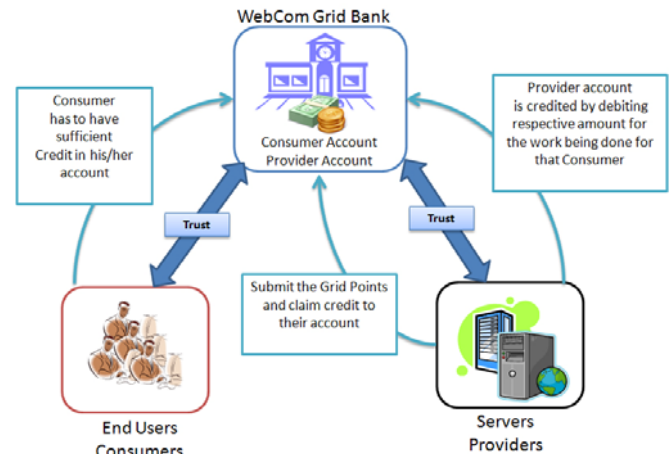 WebCom Grid Bank
Consumer
has to have
sufficient
Credit in his/her
account
Consumer Account
Provider Account
Provider account
is credited by debiting
respective amount for
the work being done for
that Consumer
Trust
Trust
Submit the Grid Points
and claim credit to
their account
End Users
Consumers
Servers
Providers